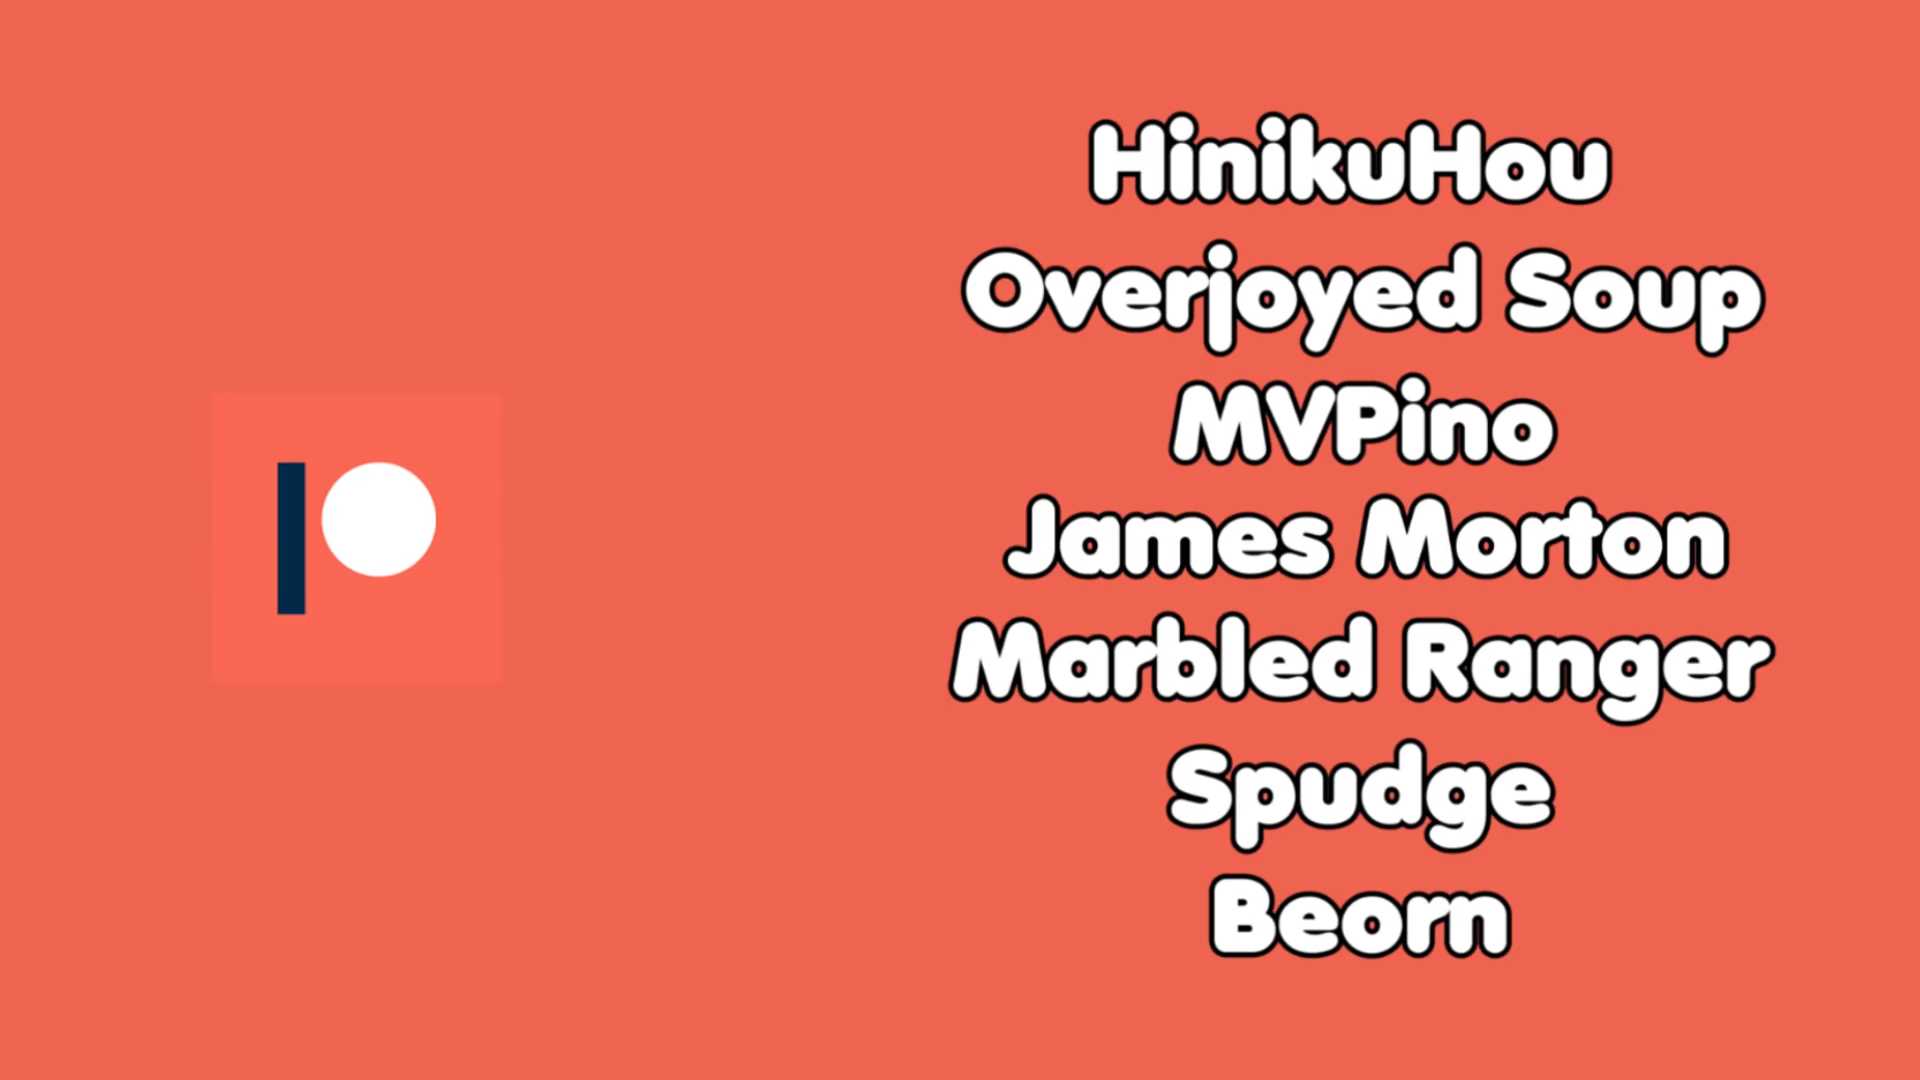 HinikuHou
Overjoyed Soup
MVPino
James Morton
Marbled Ranger
Spudge
Beorn